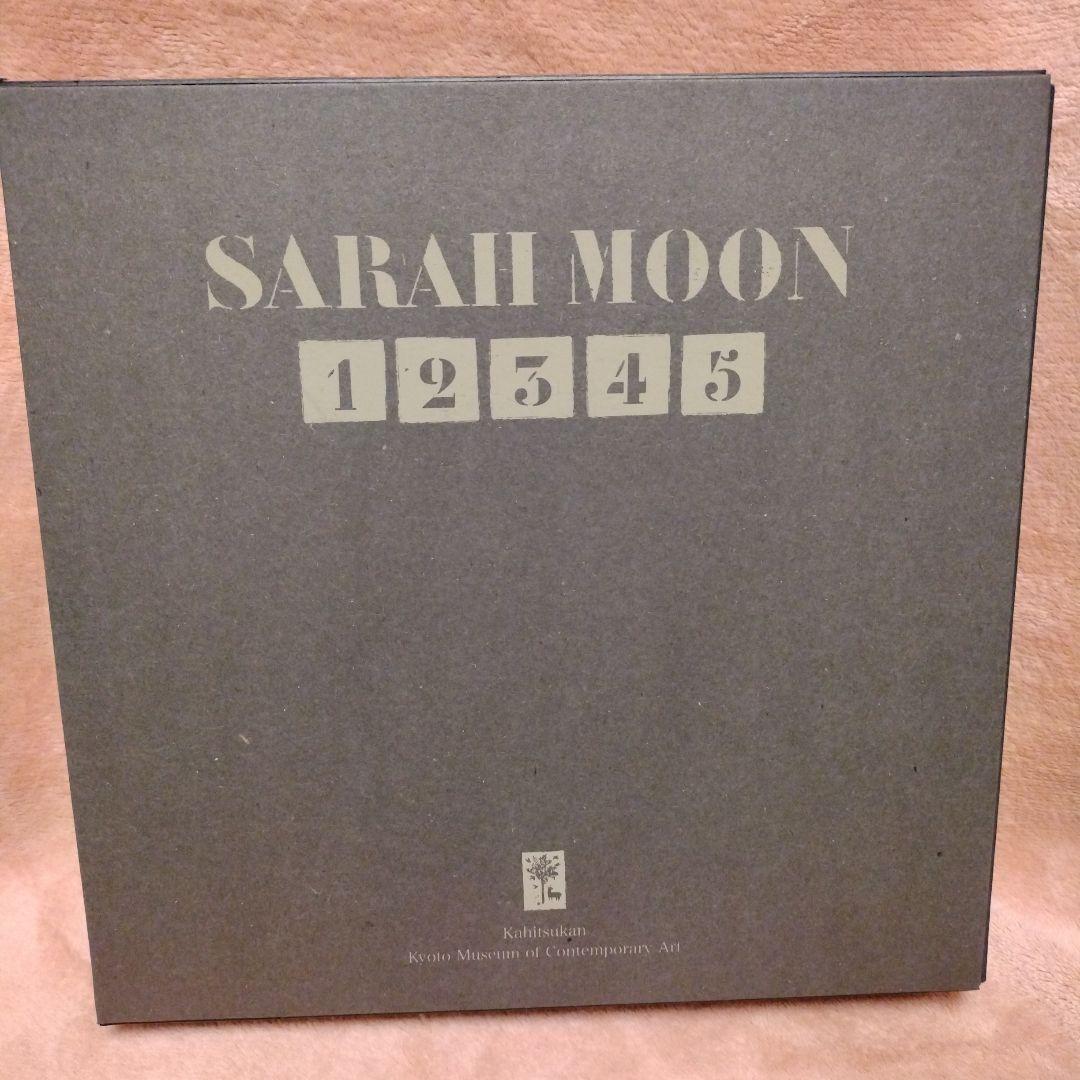 SARAH MOON
1 2 3 4 5
Kahitsukan
Kyoto Museum of Contemporary Art